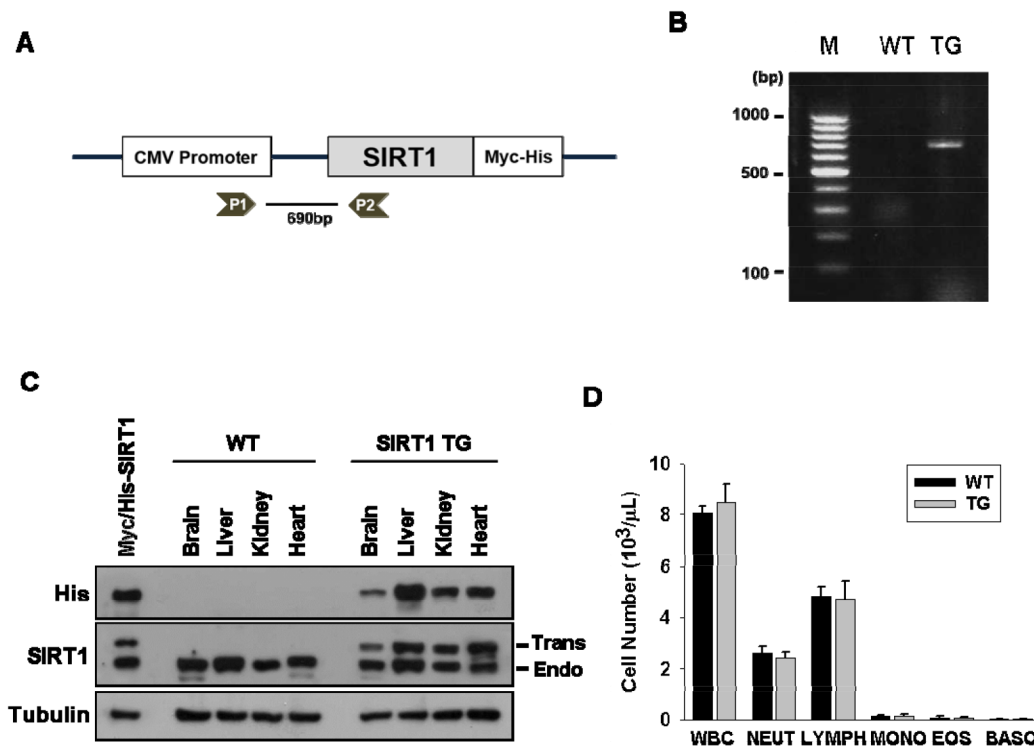 A
CMV Promoter
SIRT1
Myc-His
P1
P2
690bp
B
M WT TG
(bp)
1000
500
100
C
Myc/His-SIRT1
WT
SIRT1 TG
Brain
Liver
Kidney
Heart
Brain
Liver
Kidney
Heart
His
SIRT1
Trans
Endo
Tubulin
D
Cell Number (10³/µL)
10
8
6
4
2
0
WT
TG
WBC NEUT LYMPH MONO EOS BASO